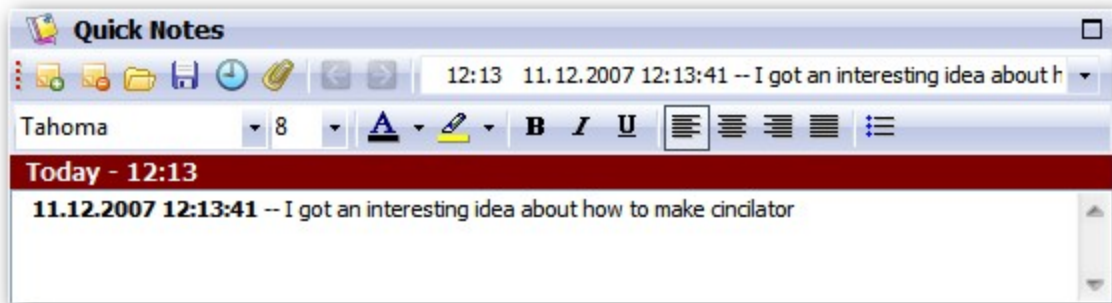 Quick Notes
12:13 11.12.2007 12:13:41 -- I got an interesting idea about h
Tahoma 8 A B I U
Today - 12:13
11.12.2007 12:13:41 -- I got an interesting idea about how to make cincilator